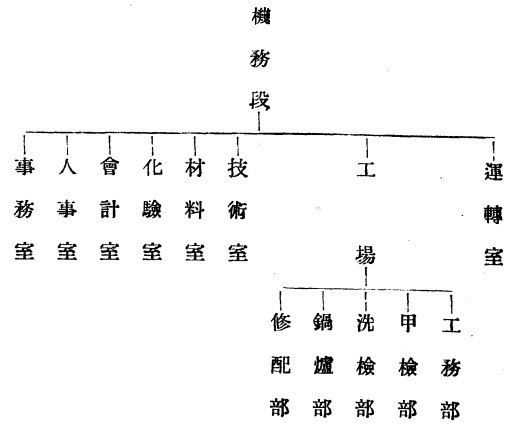 機務段
運轉室
工場
技術室
材料室
化驗室
會計室
人事室
事務室
工務部
甲檢部
洗檢部
鍋爐部
修配部